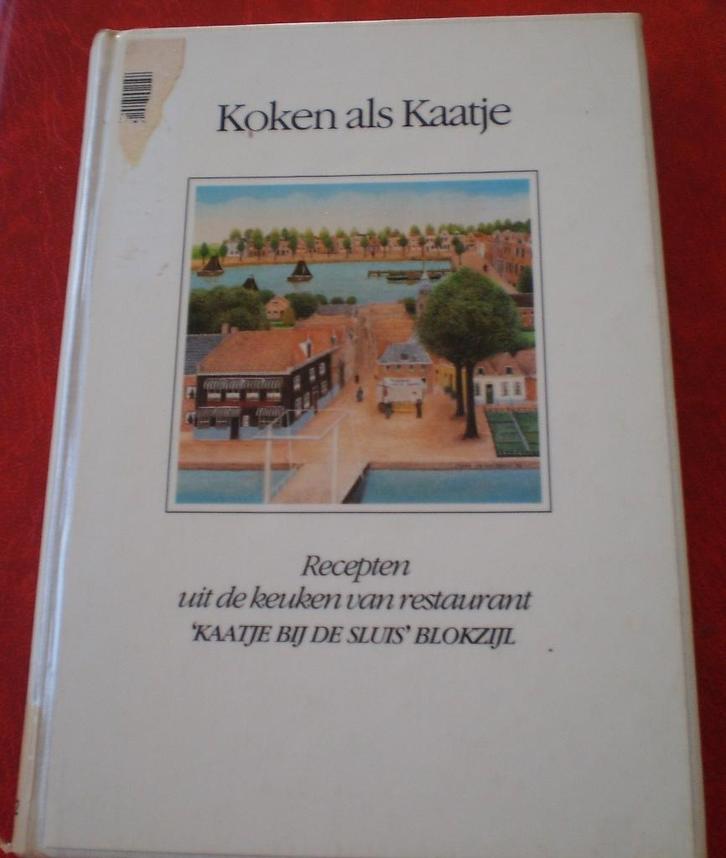 Koken als Kaatje
Recepten
uit de keuken van restaurant
‘KAATJE BIJ DE SLUIS’ BLOKZIJL